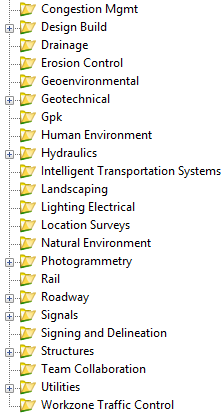 Congestion Mgmt
Design Build
Drainage
Erosion Control
Geoenvironmental
Geotechnical
Gpk
Human Environment
Hydraulics
Intelligent Transportation Systems
Landscaping
Lighting Electrical
Location Surveys
Natural Environment
Photogrammetry
Rail
Roadway
Signals
Signing and Delineation
Structures
Team Collaboration
Utilities
Workzone Traffic Control